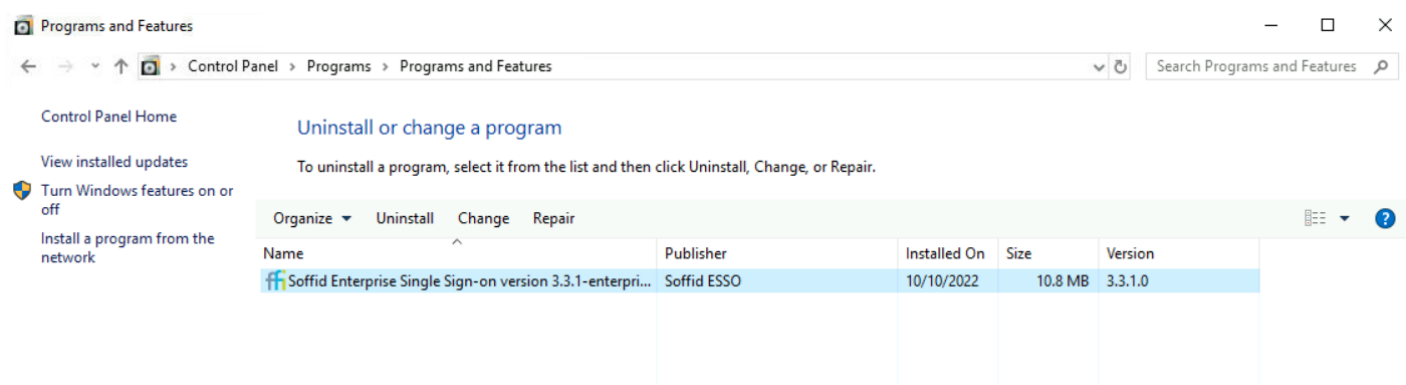 Programs and Features
Control Panel > Programs > Programs and Features
Search Programs and Features
Control Panel Home
View installed updates
Turn Windows features on or
off
Install a program from the
network
Uninstall or change a program
To uninstall a program, select it from the list and then click Uninstall, Change, or Repair.
Organize Uninstall Change Repair
Name Publisher Installed On Size Version
Soffid Enterprise Single Sign-on version 3.3.1-enterpri... Soffid ESSO 10/10/2022 10.8 MB 3.3.1.0